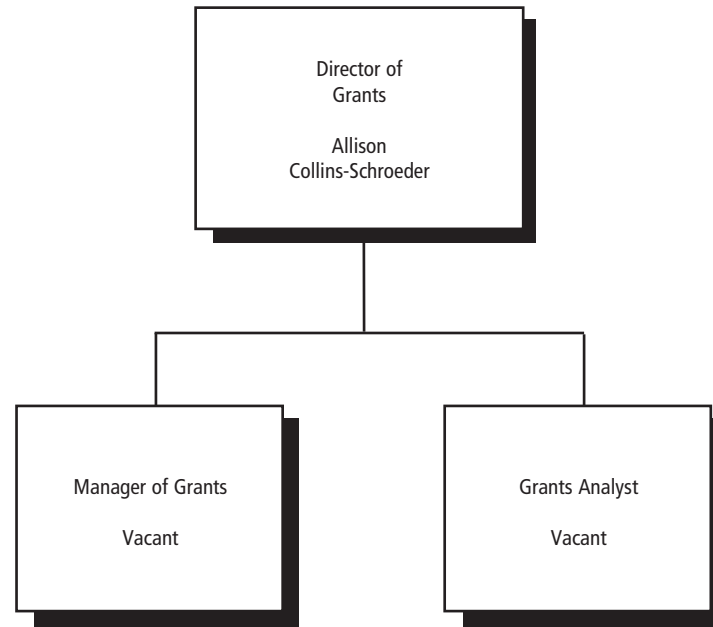 Director of
Grants
Allison
Collins-Schroeder
Manager of Grants
Vacant
Grants Analyst
Vacant